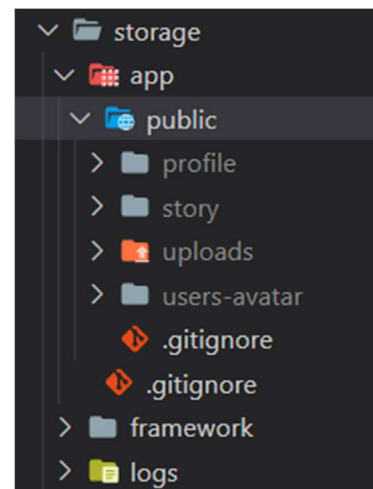 storage
app
public
profile
story
uploads
users-avatar
.gitignore
.gitignore
framework
logs